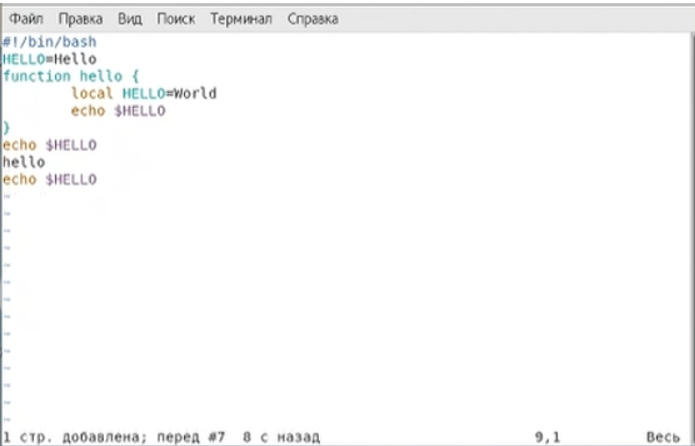 Файл Правка Вид Поиск Терминал Справка
#!/bin/bash
HELLO=Hello
function hello {
        local HELLO=World
        echo $HELLO
}
echo $HELLO
hello
echo $HELLO
~
~
~
~
~
~
~
~
~
~
~
~
~
1 стр. добавлена; перед #7  8 с назад 9,1 Весь